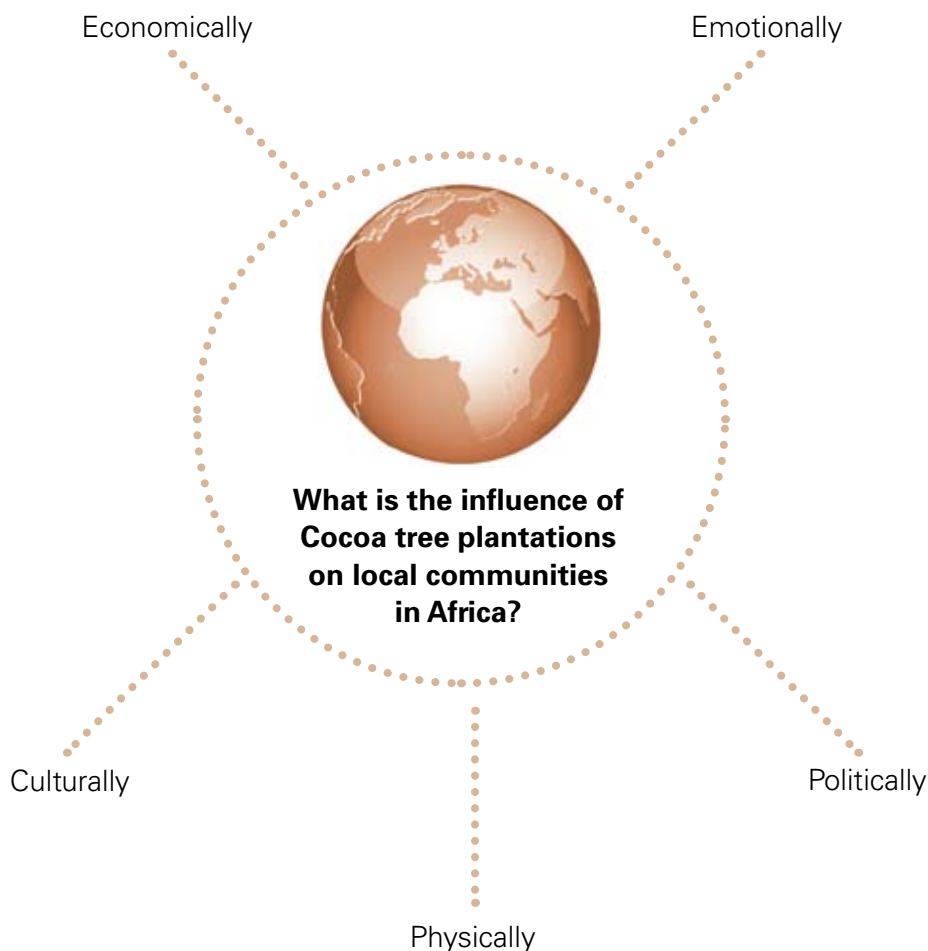 Economically
Emotionally
What is the influence of
Cocoa tree plantations
on local communities
in Africa?
Culturally
Politically
Physically